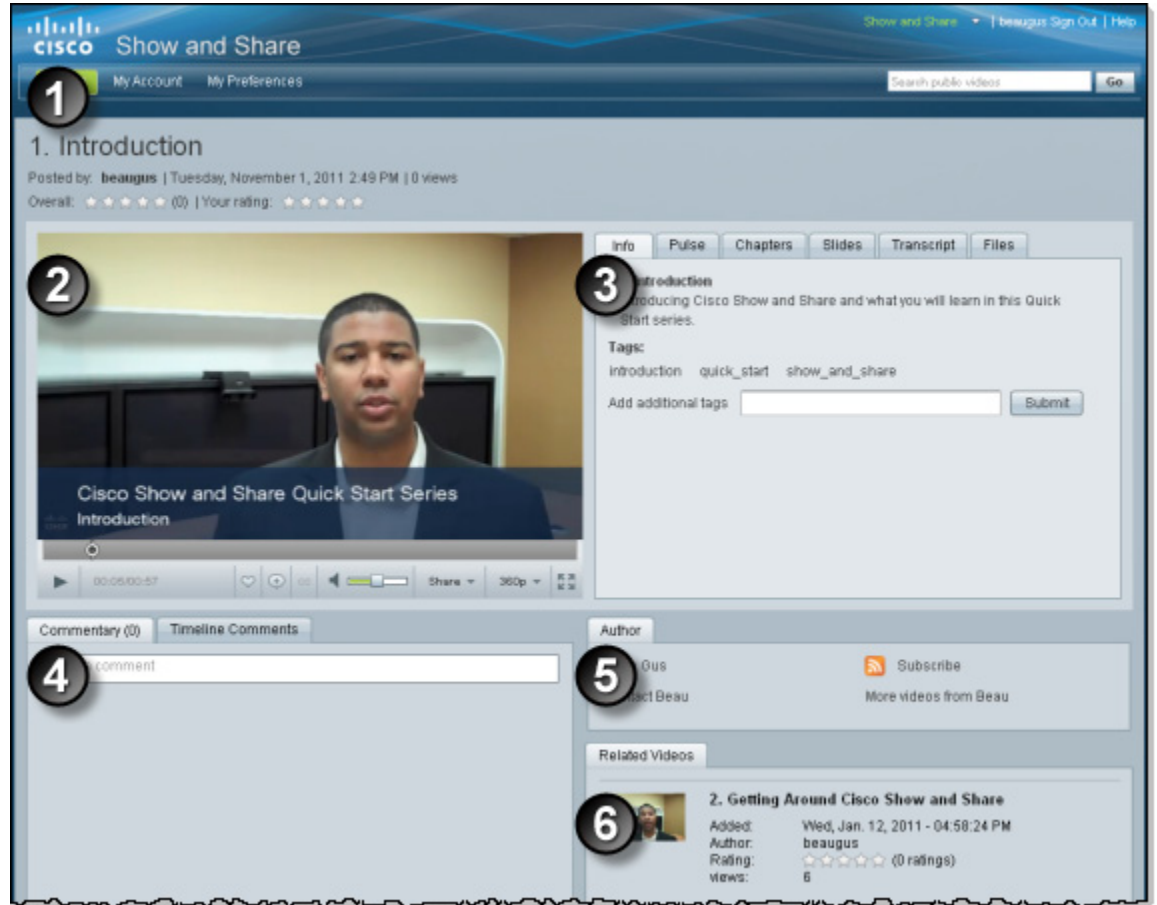 Show and Share | beaugus Sign Out | Help
CISCO Show and Share
1 My Account My Preferences Search public videos Go
1. Introduction
Posted by: beaugus | Tuesday, November 1, 2011 2:49 PM | 0 views
Overall: (0) | Your rating:
2
Cisco Show and Share Quick Start Series
Introduction
00:05/00:57 Share 360p
Info Pulse Chapters Slides Transcript Files
3 ntroduction
roducing Cisco Show and Share and what you will learn in this Quick
Start series.
Tags:
introduction quick_start show_and_share
Add additional tags Submit
Commentary (0) Timeline Comments
4 comment
Author
5 Gus Subscribe
tact Beau More videos from Beau
Related Videos
6
2. Getting Around Cisco Show and Share
Added: Wed, Jan. 12, 2011 - 04:58:24 PM
Author: beaugus
Rating: (0 ratings)
views: 6